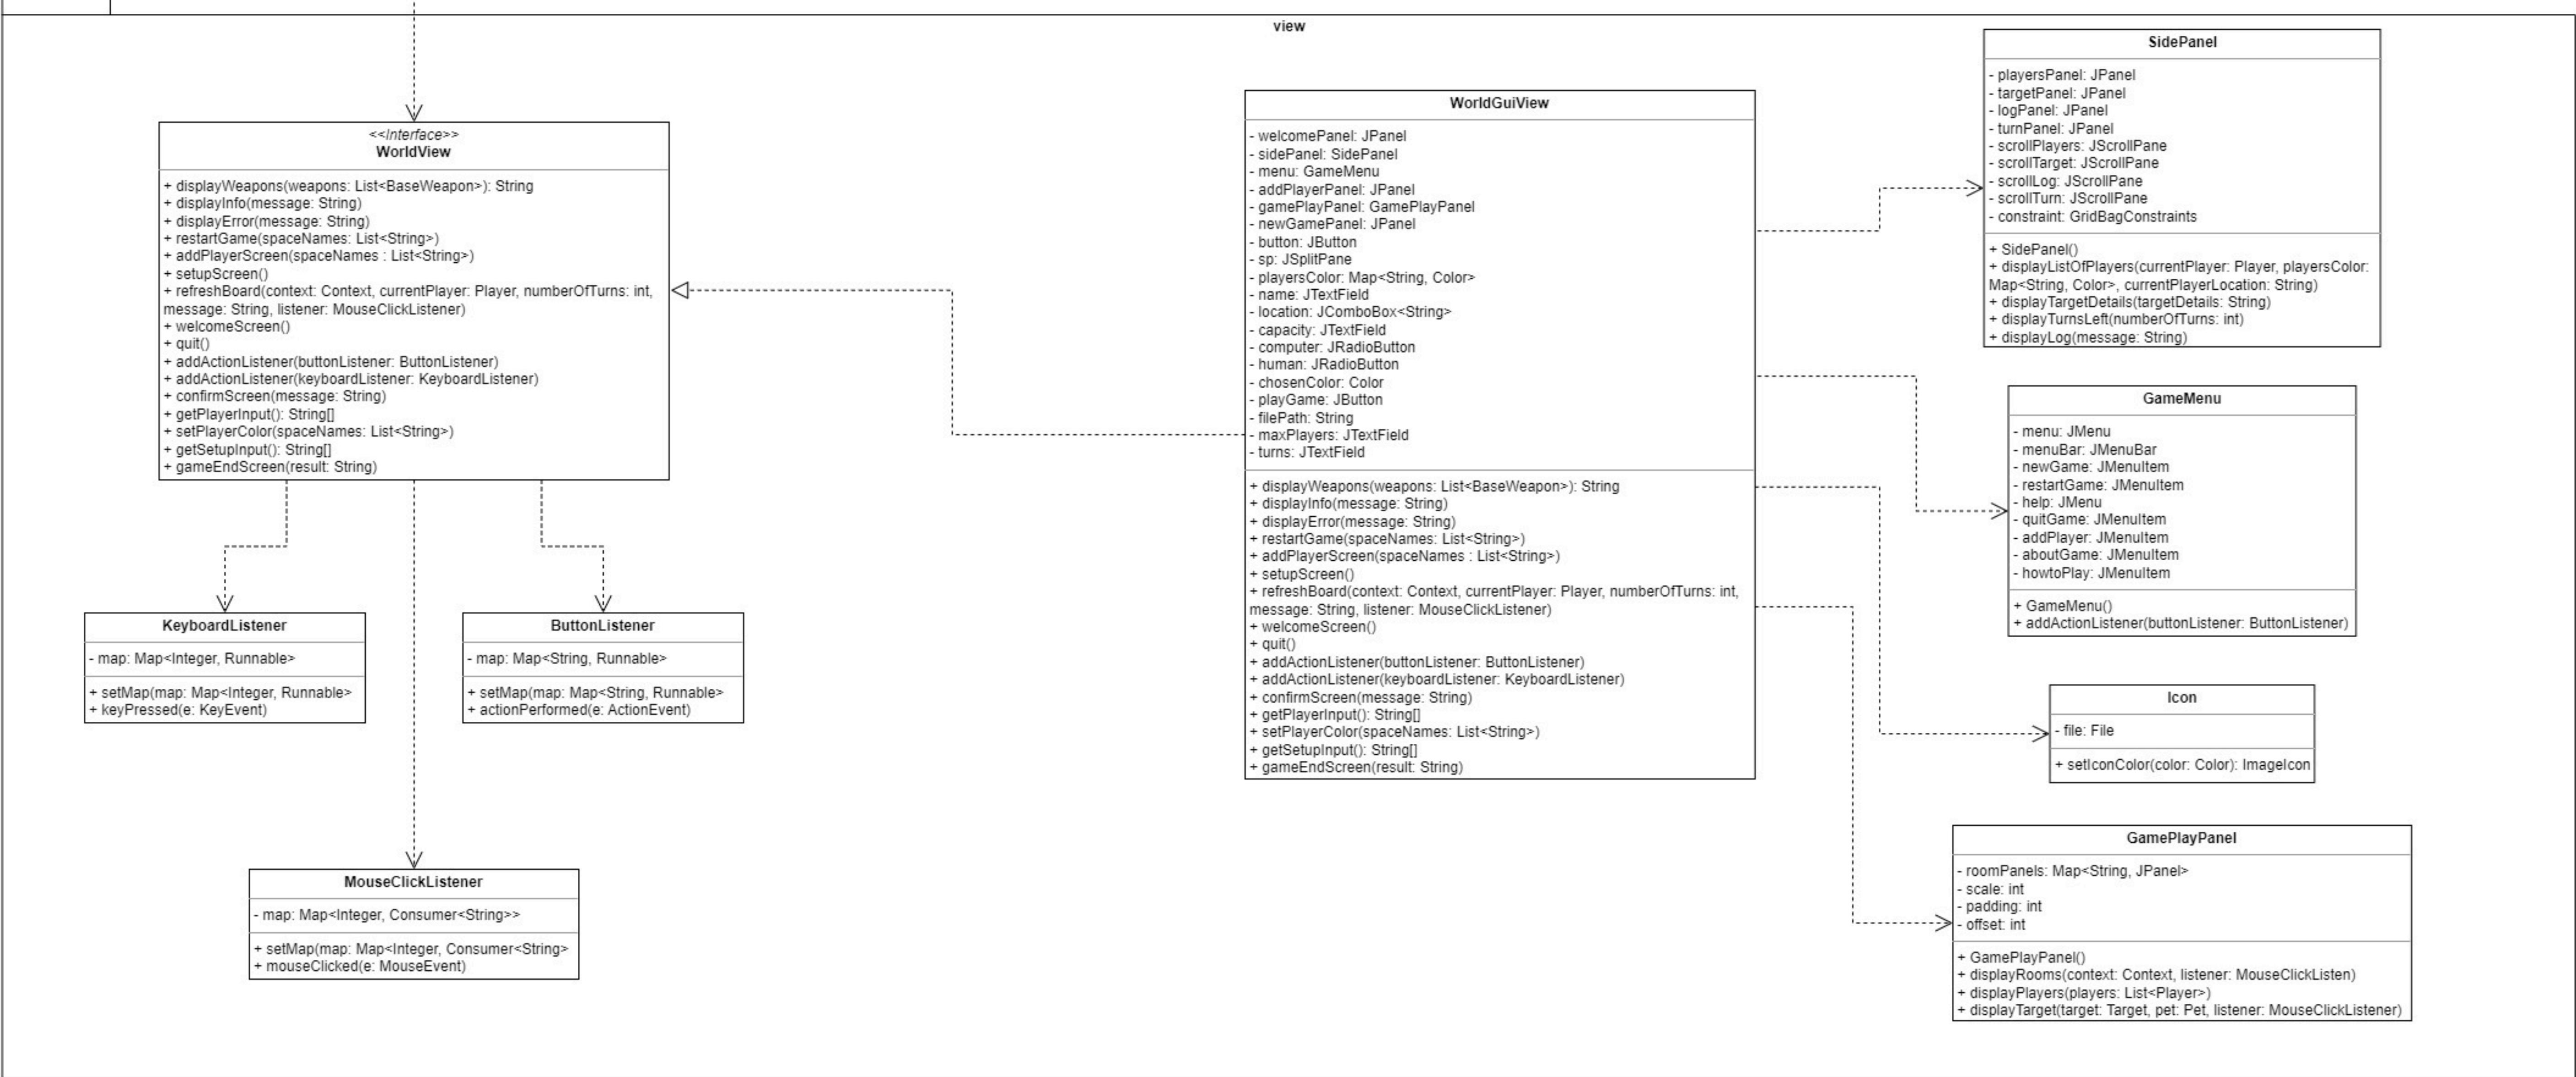 view
<<Interface>>
WorldView
+ displayWeapons(weapons: List<BaseWeapon>): String
+ displayInfo(message: String)
+ displayError(message: String)
+ restartGame(spaceNames: List<String>)
+ addPlayerScreen(spaceNames : List<String>)
+ setupScreen()
+ refreshBoard(context: Context, currentPlayer: Player, numberOfTurns: int,
message: String, listener: MouseClickListener)
+ welcomeScreen()
+ quit()
+ addActionListener(buttonListener: ButtonListener)
+ addActionListener(keyboardListener: KeyboardListener)
+ confirmScreen(message: String)
+ getPlayerInput(): String[]
+ setPlayerColor(spaceNames: List<String>)
+ getSetupInput(): String[]
+ gameEndScreen(result: String)
KeyboardListener
- map: Map<Integer, Runnable>
+ setMap(map: Map<Integer, Runnable>
+ keyPressed(e: KeyEvent)
ButtonListener
- map: Map<String, Runnable>
+ setMap(map: Map<String, Runnable>
+ actionPerformed(e: ActionEvent)
MouseClickListener
- map: Map<Integer, Consumer<String>>
+ setMap(map: Map<Integer, Consumer<String>
+ mouseClicked(e: MouseEvent)
WorldGuiView
- welcomePanel: JPanel
- sidePanel: SidePanel
- menu: GameMenu
- addPlayerPanel: JPanel
- gamePlayPanel: GamePlayPanel
- newGamePanel: JPanel
- button: JButton
- sp: JSplitPane
- playersColor: Map<String, Color>
- name: JTextField
- location: JComboBox<String>
- capacity: JTextField
- computer: JRadioButton
- human: JRadioButton
- chosenColor: Color
- playGame: JButton
- filePath: String
- maxPlayers: JTextField
- turns: JTextField
+ displayWeapons(weapons: List<BaseWeapon>): String
+ displayInfo(message: String)
+ displayError(message: String)
+ restartGame(spaceNames: List<String>)
+ addPlayerScreen(spaceNames : List<String>)
+ setupScreen()
+ refreshBoard(context: Context, currentPlayer: Player, numberOfTurns: int,
message: String, listener: MouseClickListener)
+ welcomeScreen()
+ quit()
+ addActionListener(buttonListener: ButtonListener)
+ addActionListener(keyboardListener: KeyboardListener)
+ confirmScreen(message: String)
+ getPlayerInput(): String[]
+ setPlayerColor(spaceNames: List<String>)
+ getSetupInput(): String[]
+ gameEndScreen(result: String)
SidePanel
- playersPanel: JPanel
- targetPanel: JPanel
- logPanel: JPanel
- turnPanel: JPanel
- scrollPlayers: JScrollPane
- scrollTarget: JScrollPane
- scrollLog: JScrollPane
- scrollTurn: JScrollPane
- constraint: GridBagConstraints
+ SidePanel()
+ displayListOfPlayers(currentPlayer: Player, playersColor:
Map<String, Color>, currentPlayerLocation: String)
+ displayTargetDetails(targetDetails: String)
+ displayTurnsLeft(numberOfTurns: int)
+ displayLog(message: String)
GameMenu
- menu: JMenu
- menuBar: JMenuBar
- newGame: JMenuItem
- restartGame: JMenuItem
- help: JMenu
- quitGame: JMenuItem
- addPlayer: JMenuItem
- aboutGame: JMenuItem
- howtoPlay: JMenuItem
+ GameMenu()
+ addActionListener(buttonListener: ButtonListener)
Icon
- file: File
+ setIconColor(color: Color): ImageIcon
GamePlayPanel
- roomPanels: Map<String, JPanel>
- scale: int
- padding: int
- offset: int
+ GamePlayPanel()
+ displayRooms(context: Context, listener: MouseClickListen)
+ displayPlayers(players: List<Player>)
+ displayTarget(target: Target, pet: Pet, listener: MouseClickListener)